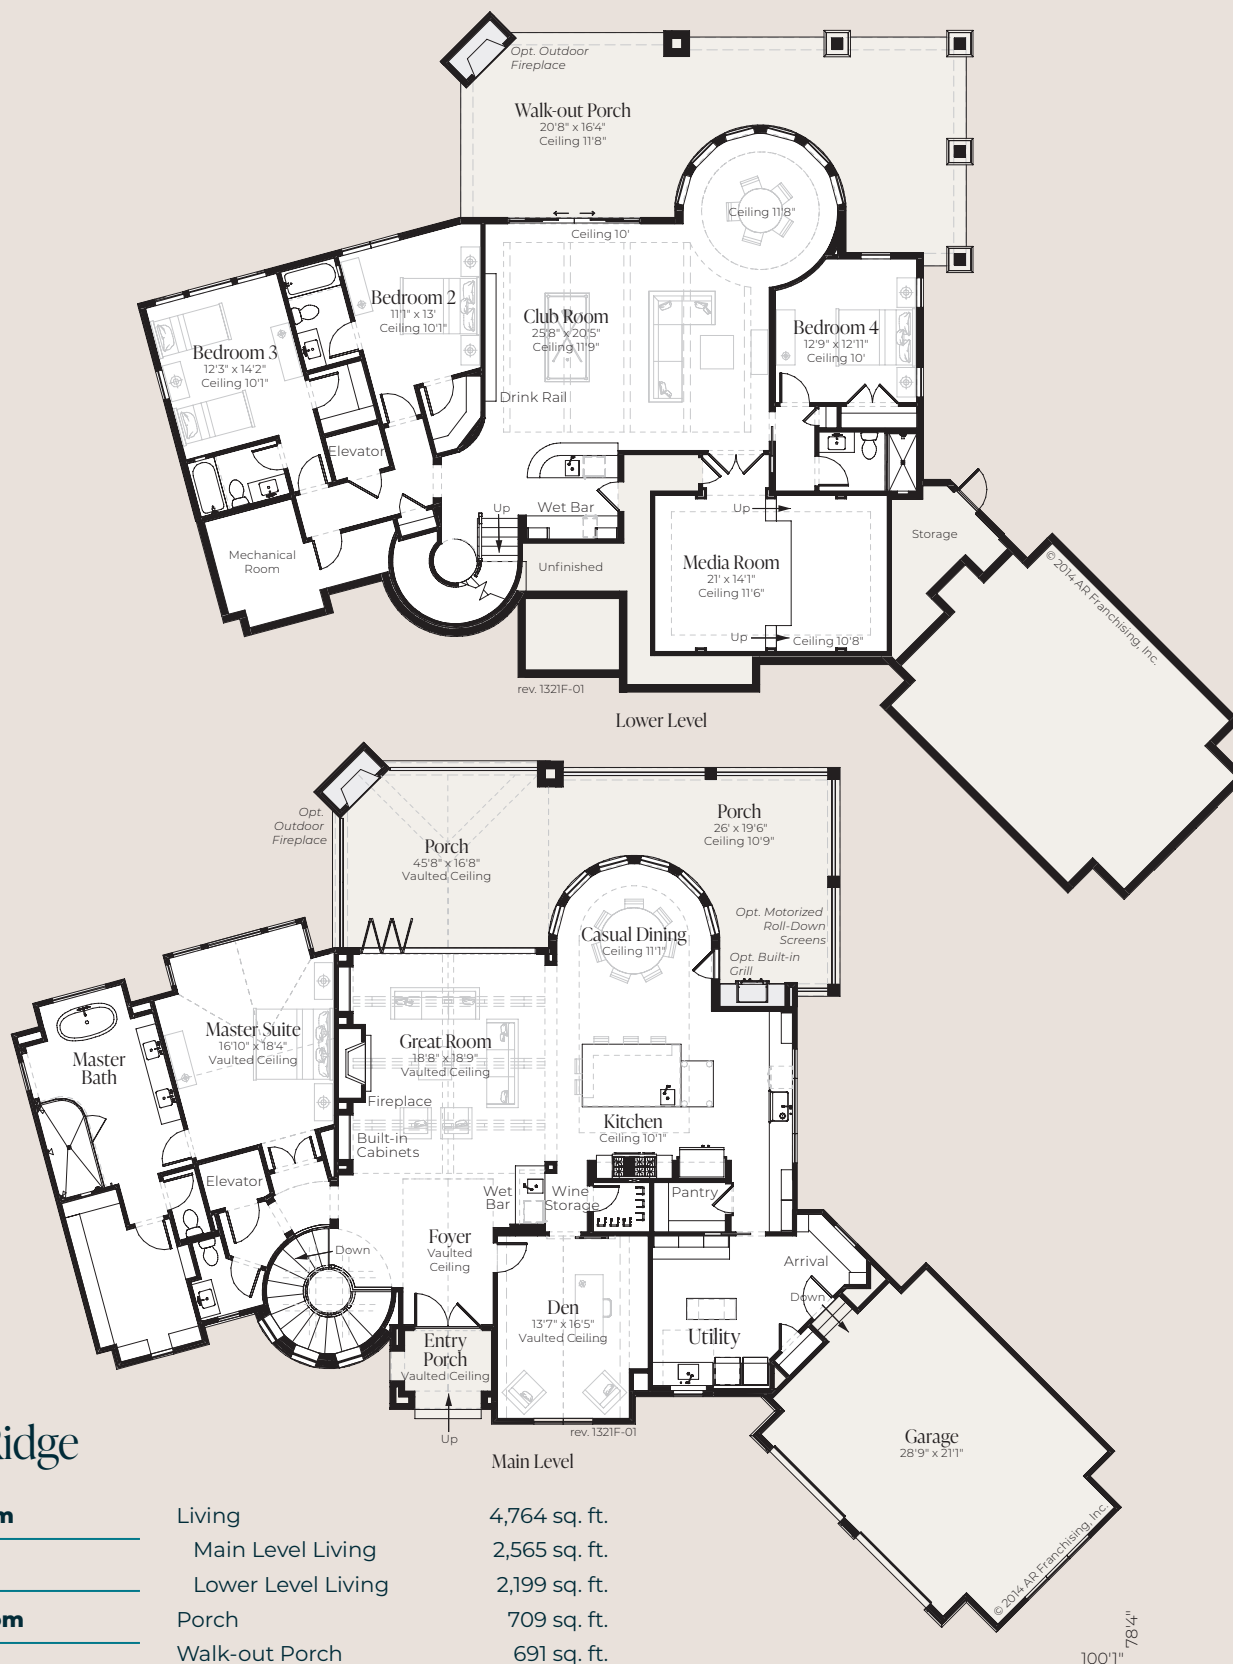 Opt. Outdoor
Fireplace
Walk-out Porch
20'8" x 16'4"
Ceiling 11'8"
Ceiling 11'8"
Ceiling 10'
Bedroom 2
11'1" x 13'
Ceiling 10'1"
Club Room
25'8" x 20'5"
Ceiling 11'9"
Bedroom 4
12'9" x 12'11"
Ceiling 10'
Bedroom 3
12'3" x 14'2"
Ceiling 10'1"
Drink Rail
Elevator
Up
Wet Bar
Up
Storage
Mechanical
Room
Unfinished
Media Room
21' x 14'1"
Ceiling 11'6"
Up
Ceiling 10'8"
© 2014 AR Franchising, Inc.
rev. 1321F-01
Lower Level
Opt.
Outdoor
Fireplace
Porch
45'8" x 16'8"
Vaulted Ceiling
Porch
26' x 19'6"
Ceiling 10'9"
Opt. Motorized
Roll-Down
Screens
Opt. Built-in
Grill
Casual Dining
Ceiling 11'1"
Master Suite
16'10" x 18'4"
Vaulted Ceiling
Master
Bath
Great Room
18'8" x 18'9"
Vaulted Ceiling
Fireplace
Built-in
Cabinets
Kitchen
Ceiling 10'1"
Elevator
Wet
Bar
Wine
Storage
Pantry
Foyer
Vaulted
Ceiling
Down
Arrival
Down
Den
13'7" x 16'5"
Vaulted Ceiling
Utility
Entry
Porch
Vaulted Ceiling
Up
rev. 1321F-01
Main Level
Garage
28'9" x 21'1"
© 2014 AR Franchising, Inc.
idge
m
om
Living 4,764 sq. ft.
Main Level Living 2,565 sq. ft.
Lower Level Living 2,199 sq. ft.
Porch 709 sq. ft.
Walk-out Porch 691 sq. ft.
78'4"
100'1"